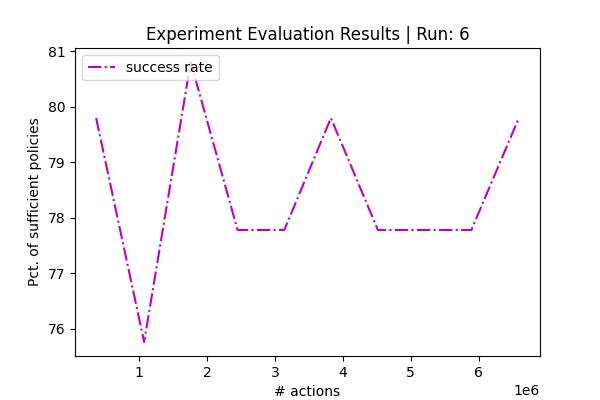 Experiment Evaluation Results | Run: 6
success rate
Pct. of sufficient policies
81
80
79
78
77
76
1 2 3 4 5 6
1e6
# actions